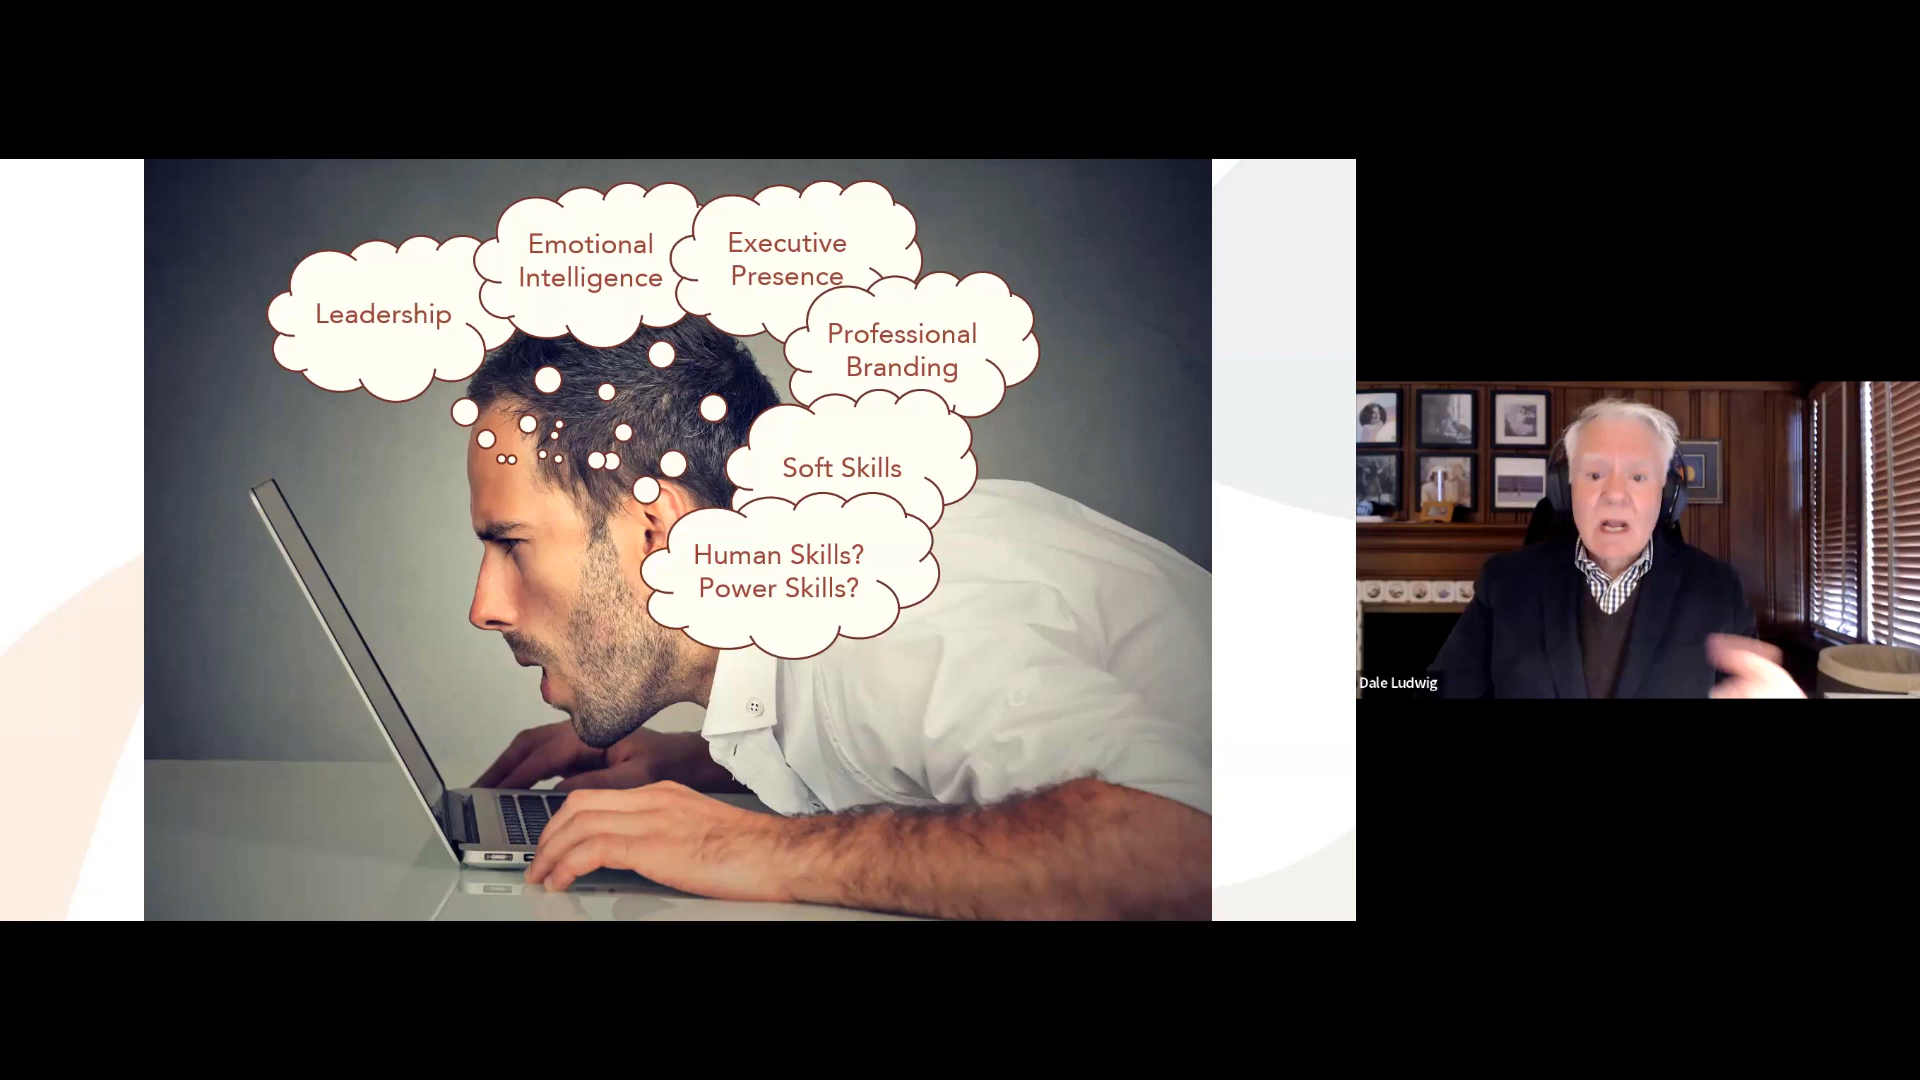 Leadership
Emotional
Intelligence
Executive
Presence
Professional
Branding
Soft Skills
Human Skills?
Power Skills?
Dale Ludwig